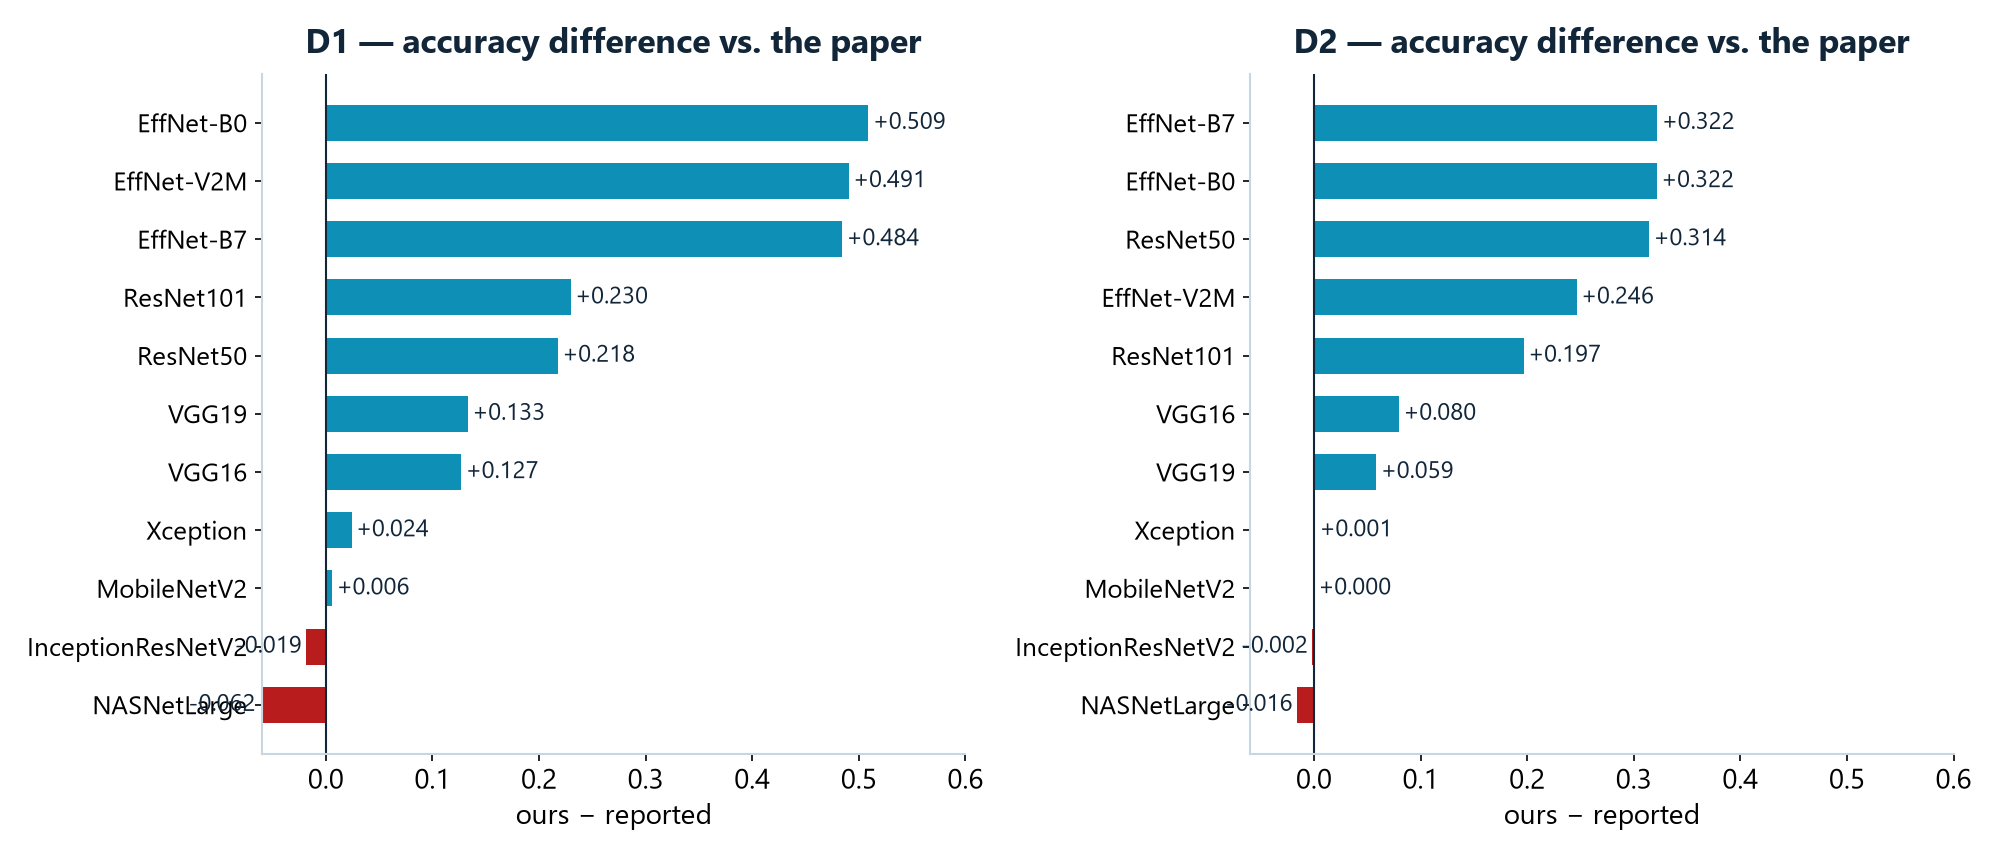 D1 — accuracy difference vs. the paper
EffNet-B0 +0.509
EffNet-V2M +0.491
EffNet-B7 +0.484
ResNet101 +0.230
ResNet50 +0.218
VGG19 +0.133
VGG16 +0.127
Xception +0.024
MobileNetV2 +0.006
InceptionResNetV2 -0.019
NASNetLarge -0.062
0.0 0.1 0.2 0.3 0.4 0.5 0.6
ours − reported
D2 — accuracy difference vs. the paper
EffNet-B7 +0.322
EffNet-B0 +0.322
ResNet50 +0.314
EffNet-V2M +0.246
ResNet101 +0.197
VGG16 +0.080
VGG19 +0.059
Xception +0.001
MobileNetV2 +0.000
InceptionResNetV2 -0.002
NASNetLarge -0.016
0.0 0.1 0.2 0.3 0.4 0.5 0.6
ours − reported